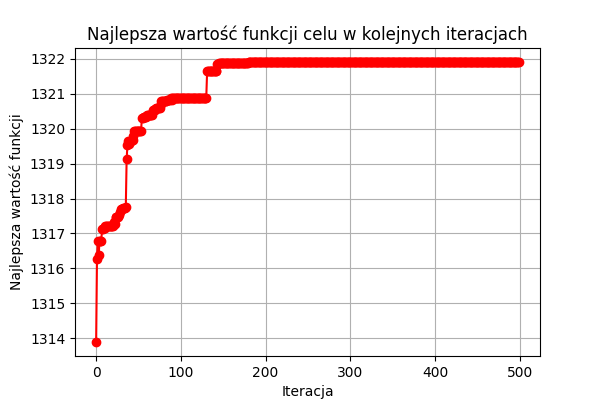 Najlepsza wartość funkcji celu w kolejnych iteracjach
1322
1321
1320
1319
1318
1317
1316
1315
1314
Najlepsza wartość funkcji
0 100 200 300 400 500
Iteracja